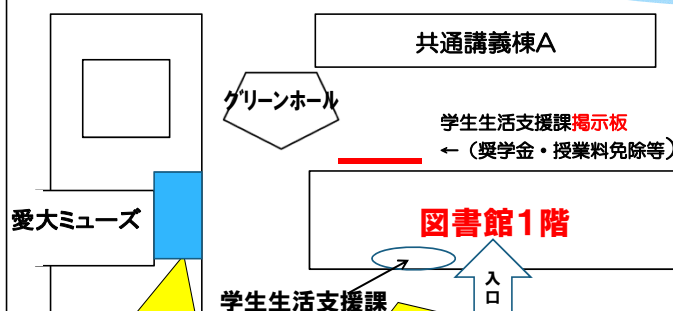 共通講義棟A
グリーンホール
学生生活支援課掲示板
←（奨学金・授業料免除等）
愛大ミューズ
図書館1階
入口
学生生活支援課